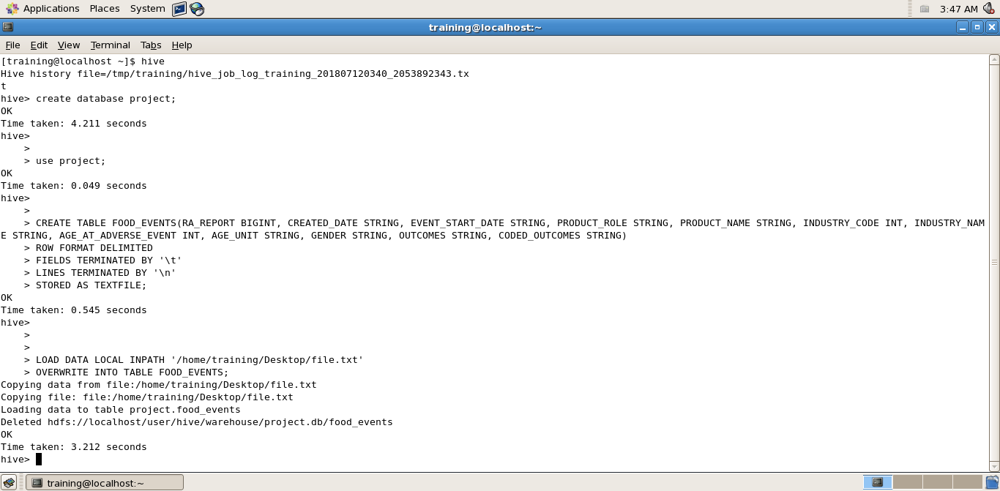 Applications Places System 3:47 AM
training@localhost:~
File Edit View Terminal Tabs Help
[training@localhost ~]$ hive
Hive history file=/tmp/training/hive_job_log_training_201807120340_2053892343.tx
t
hive> create database project;
OK
Time taken: 4.211 seconds
hive>
    >
    > use project;
OK
Time taken: 0.049 seconds
hive>
    >
    > CREATE TABLE FOOD_EVENTS(RA_REPORT BIGINT, CREATED_DATE STRING, EVENT_START_DATE STRING, PRODUCT_ROLE STRING, PRODUCT_NAME STRING, INDUSTRY_CODE INT, INDUSTRY_NAM
E STRING, AGE_AT_ADVERSE_EVENT INT, AGE_UNIT STRING, GENDER STRING, OUTCOMES STRING, CODED_OUTCOMES STRING)
    > ROW FORMAT DELIMITED
    > FIELDS TERMINATED BY '\t'
    > LINES TERMINATED BY '\n'
    > STORED AS TEXTFILE;
OK
Time taken: 0.545 seconds
hive>
    >
    >
    > LOAD DATA LOCAL INPATH '/home/training/Desktop/file.txt'
    > OVERWRITE INTO TABLE FOOD_EVENTS;
Copying data from file:/home/training/Desktop/file.txt
Copying file: file:/home/training/Desktop/file.txt
Loading data to table project.food_events
Deleted hdfs://localhost/user/hive/warehouse/project.db/food_events
OK
Time taken: 3.212 seconds
hive>
training@localhost:~